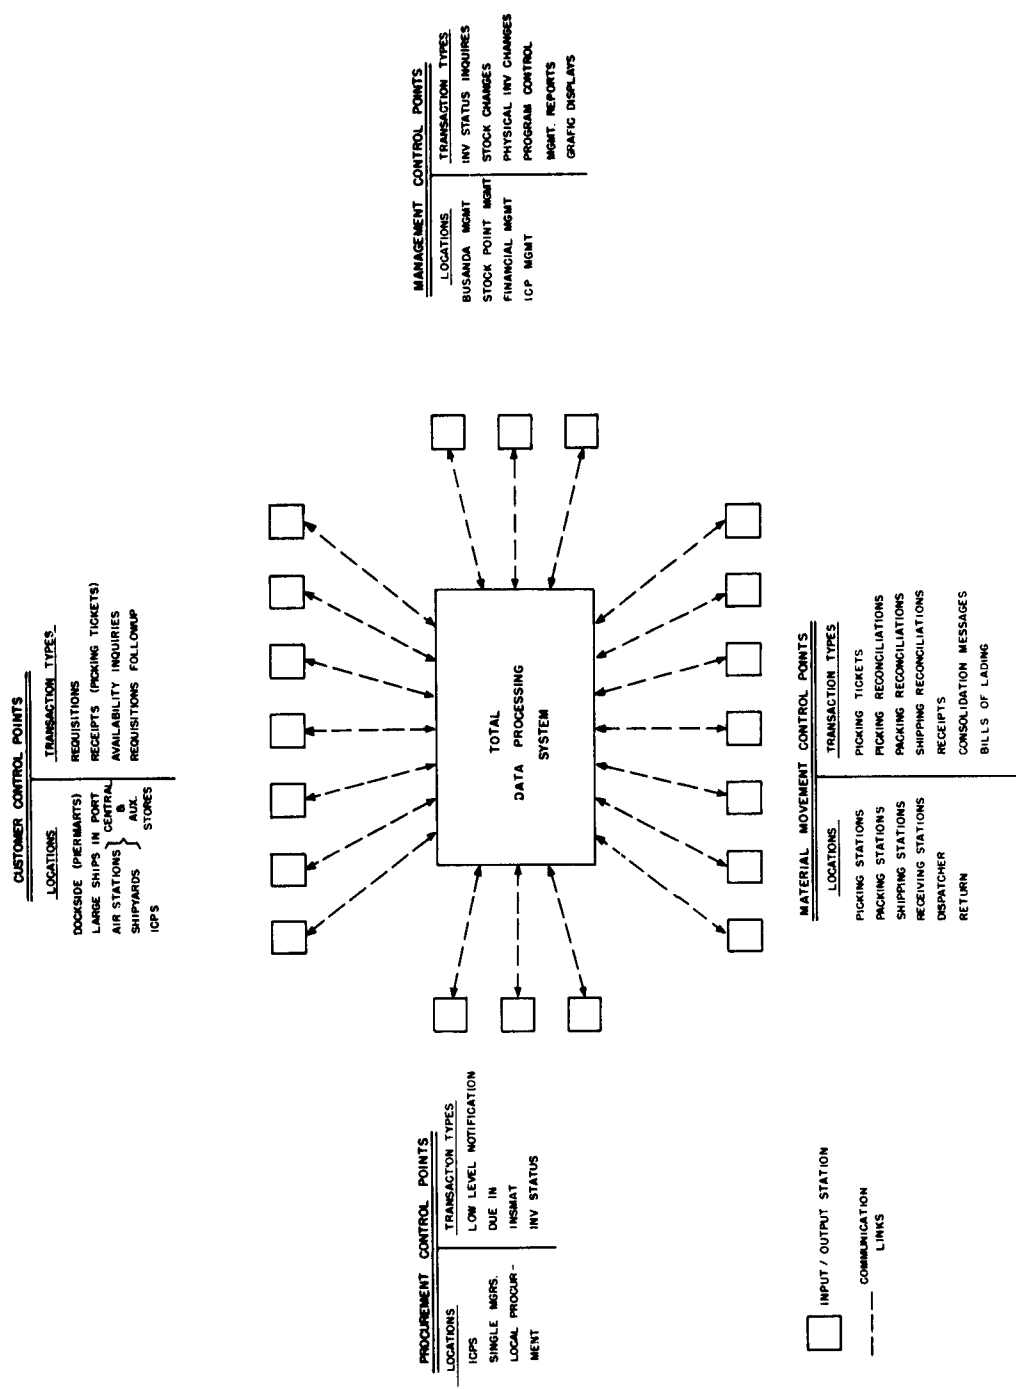 CUSTOMER CONTROL POINTS
LOCATIONS
DOCKSIDE (PIERMARTS)
LARGE SHIPS IN PORT
AIR STATIONS
SHIPYARDS
CENTRAL
&
AUX.
STORES
ICPS
TRANSACTION TYPES
REQUISITIONS
RECEIPTS (PICKING TICKETS)
AVAILABILITY INQUIRIES
REQUISITIONS FOLLOWUP
PROCUREMENT CONTROL POINTS
LOCATIONS
ICPS
SINGLE MGRS.
LOCAL PROCUR-
MENT
TRANSACTION TYPES
LOW LEVEL NOTIFICATION
DUE IN
INSMAT
INV STATUS
TOTAL
DATA PROCESSING
SYSTEM
MANAGEMENT CONTROL POINTS
LOCATIONS
BUSANDA MGMT
STOCK POINT MGMT
FINANCIAL MGMT
ICP MGMT
TRANSACTION TYPES
INV STATUS INQUIRES
STOCK CHANGES
PHYSICAL INV CHANGES
PROGRAM CONTROL
MGMT. REPORTS
GRAFIC DISPLAYS
MATERIAL MOVEMENT CONTROL POINTS
LOCATIONS
PICKING STATIONS
PACKING STATIONS
SHIPPING STATIONS
RECEIVING STATIONS
DISPATCHER
RETURN
TRANSACTION TYPES
PICKING TICKETS
PICKING RECONCILIATIONS
PACKING RECONCILIATIONS
SHIPPING RECONCILIATIONS
RECEIPTS
CONSOLIDATION MESSAGES
BILLS OF LADING
INPUT / OUTPUT STATION
COMMUNICATION
LINKS